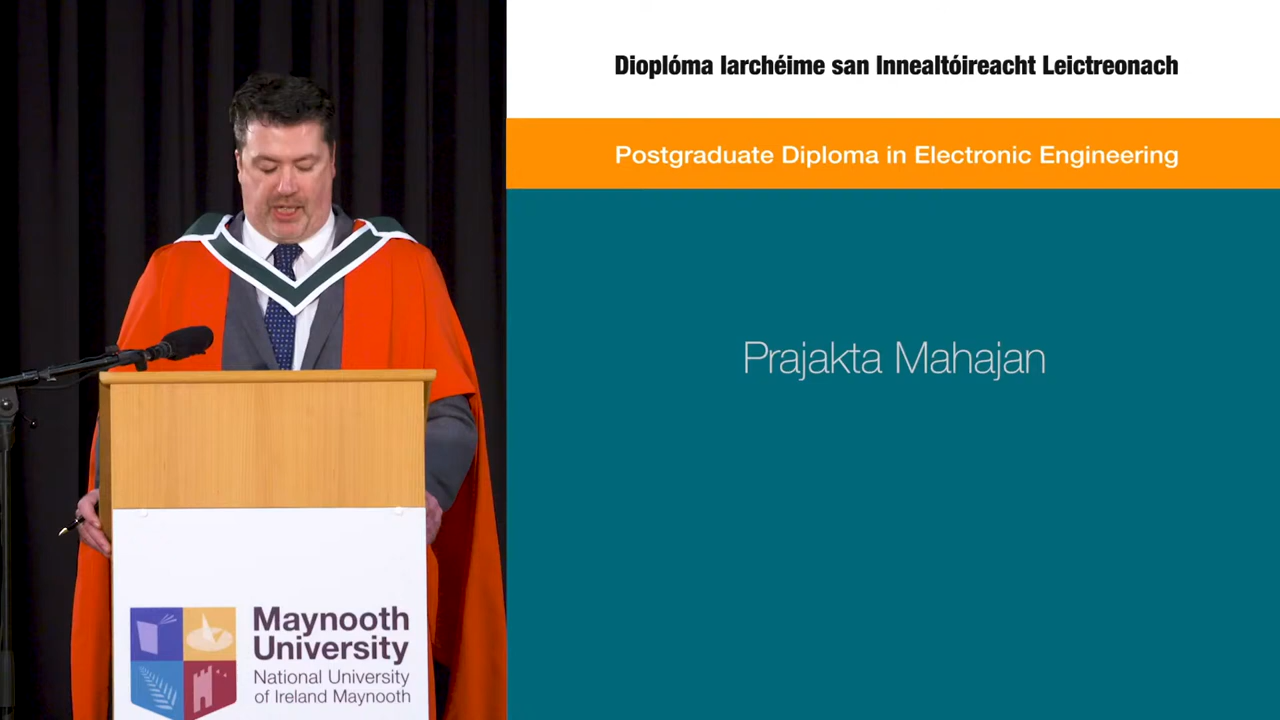 Dioplóma Iarchéime san Innealtóireacht Leictreonach
Postgraduate Diploma in Electronic Engineering
Prajakta Mahajan
Maynooth
University
National University
of Ireland Maynooth